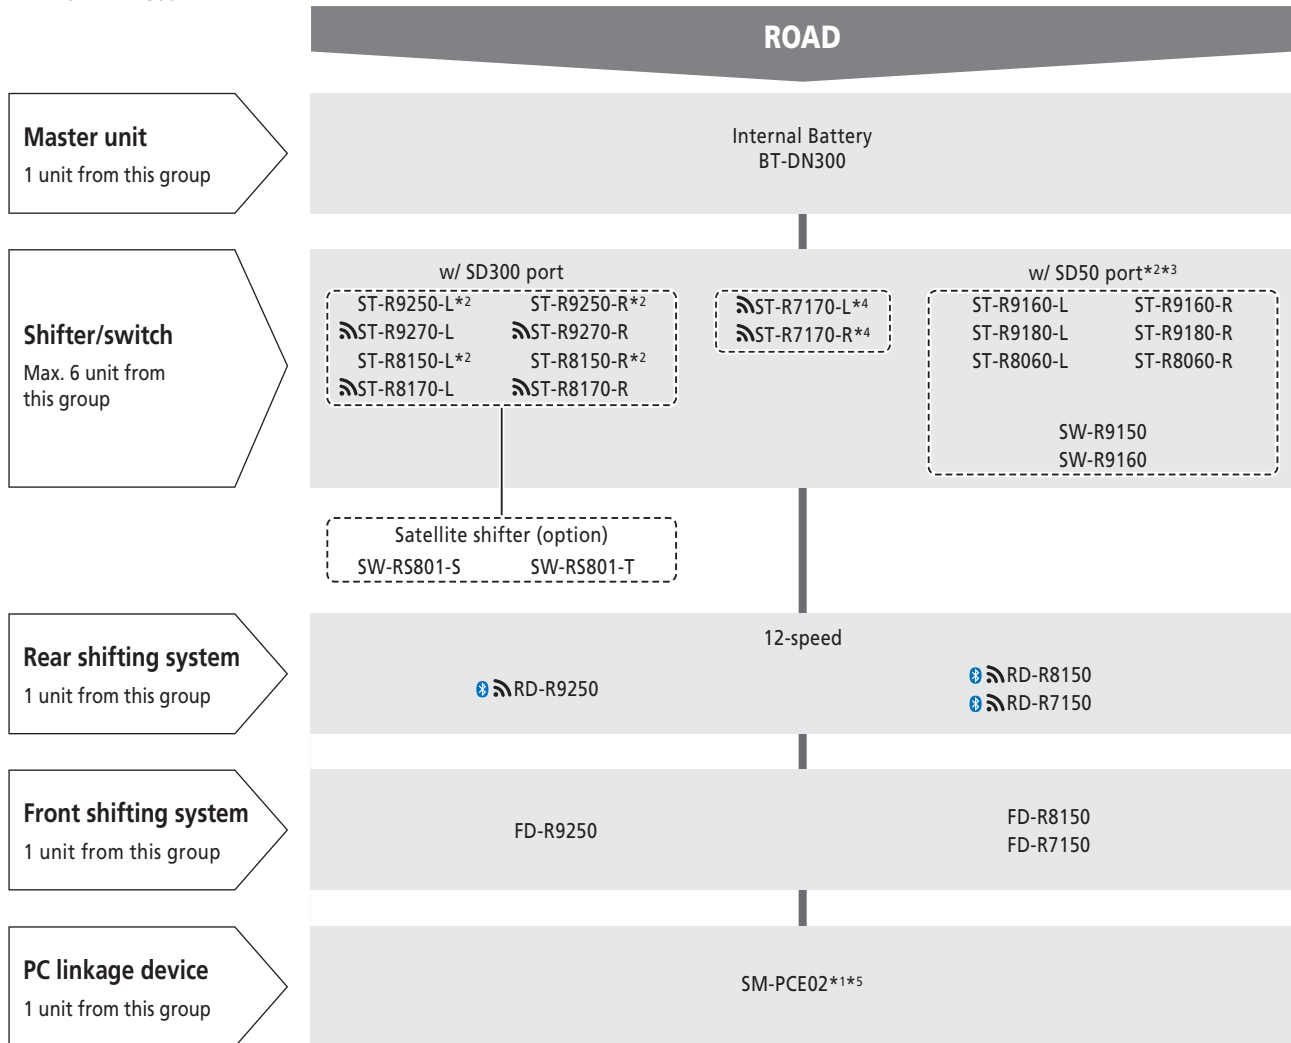 ROAD
Master unit
1 unit from this group
Internal Battery
BT-DN300
Shifter/switch
Max. 6 unit from
this group
w/ SD300 port
ST-R9250-L*2 ST-R9250-R*2
ST-R9270-L ST-R9270-R
ST-R8150-L*2 ST-R8150-R*2
ST-R8170-L ST-R8170-R
ST-R7170-L*4
ST-R7170-R*4
w/ SD50 port*2*3
ST-R9160-L ST-R9160-R
ST-R9180-L ST-R9180-R
ST-R8060-L ST-R8060-R
SW-R9150
SW-R9160
Satellite shifter (option)
SW-RS801-S SW-RS801-T
Rear shifting system
1 unit from this group
12-speed
RD-R9250
RD-R8150
RD-R7150
Front shifting system
1 unit from this group
FD-R9250
FD-R8150
FD-R7150
PC linkage device
1 unit from this group
SM-PCE02*1*5